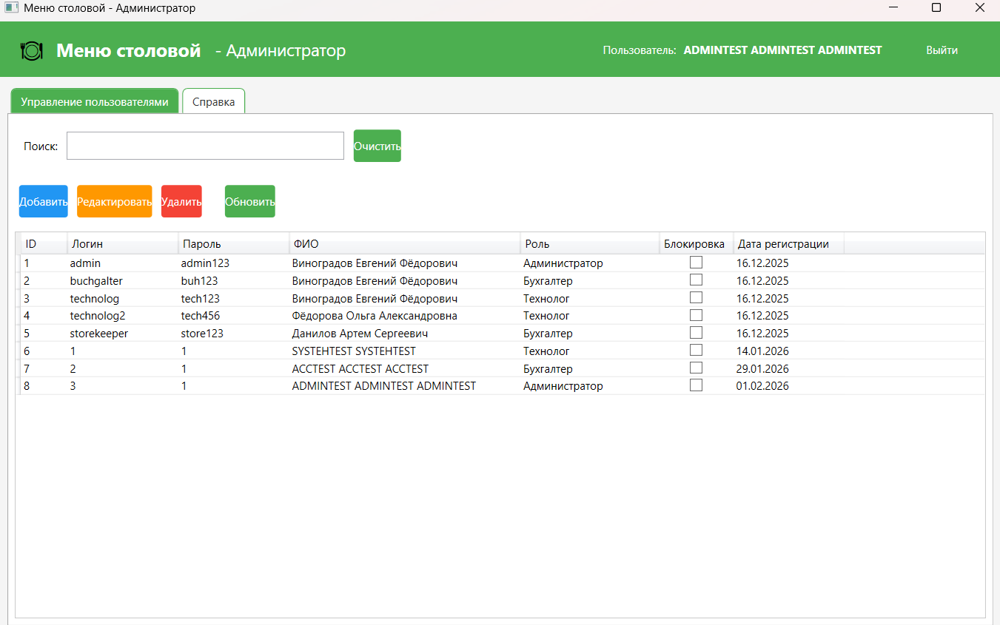 Меню столовой - Администратор
Меню столовой - Администратор Пользователь: ADMINTEST ADMINTEST ADMINTEST Выйти
Управление пользователями Справка
Поиск: Очистить
Добавить Редактировать Удалить Обновить
ID Логин Пароль ФИО Роль Блокировка Дата регистрации
1 admin admin123 Виноградов Евгений Фёдорович Администратор 16.12.2025
2 buchgalter buh123 Виноградов Евгений Фёдорович Бухгалтер 16.12.2025
3 technolog tech123 Виноградов Евгений Фёдорович Технолог 16.12.2025
4 technolog2 tech456 Фёдорова Ольга Александровна Технолог 16.12.2025
5 storekeeper store123 Данилов Артем Сергеевич Бухгалтер 16.12.2025
6 1 1 SYSTEHTEST SYSTEHTEST Технолог 14.01.2026
7 2 1 ACCTEST ACCTEST ACCTEST Бухгалтер 29.01.2026
8 3 1 ADMINTEST ADMINTEST ADMINTEST Администратор 01.02.2026